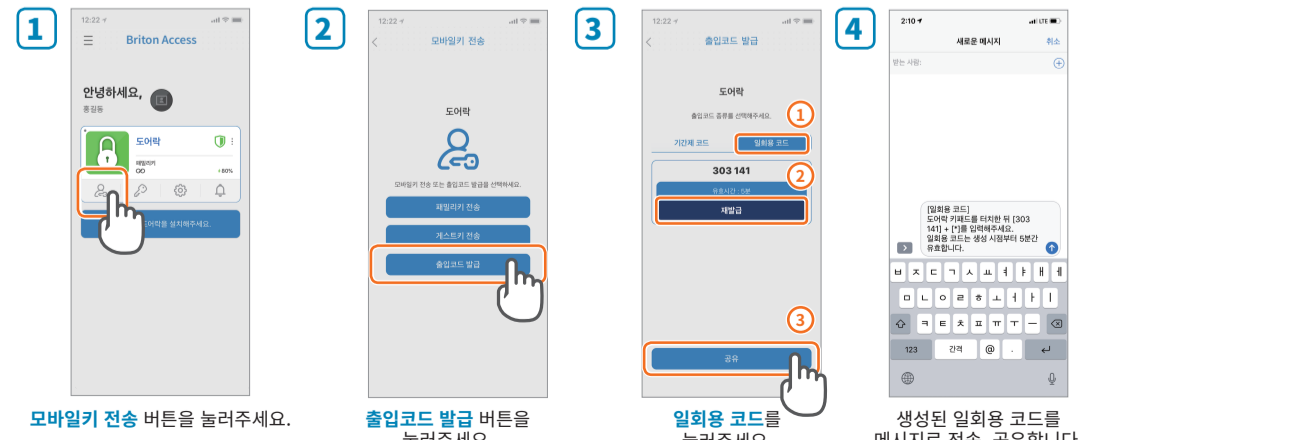 1
12:22
Briton Access
안녕하세요,
홍길동
도어락
패밀리키
80%
도어락을 설치해주세요.
모바일키 전송 버튼을 눌러주세요.
2
12:22
모바일키 전송
도어락
모바일키 전송 또는 출입코드 발급을 선택하세요.
패밀리키 전송
게스트키 전송
출입코드 발급
출입코드 발급 버튼을
눌러주세요.
3
12:22
출입코드 발급
도어락
출입코드 종류를 선택해주세요.
1
기간제 코드
일회용 코드
303 141
2
유효시간 : 5분
재발급
3
공유
일회용 코드를
눌러주세요.
4
2:10
LTE
새로운 메시지
취소
받는 사람:
[일회용 코드]
도어락 키패드를 터치한 뒤 [303
141] + [*]를 입력해주세요.
일회용 코드는 생성 시점부터 5분간
유효합니다.
ㅂ ㅈ ㄷ ㄱ ㅅ ㅛ ㅕ ㅑ ㅐ ㅔ
ㅁ ㄴ ㅇ ㄹ ㅎ ㅗ ㅓ ㅏ ㅣ
ㅋ ㅌ ㅊ ㅍ ㅠ ㅜ ㅡ
123 간격 @ .
생성된 일회용 코드를
메시지로 전송, 공유합니다.